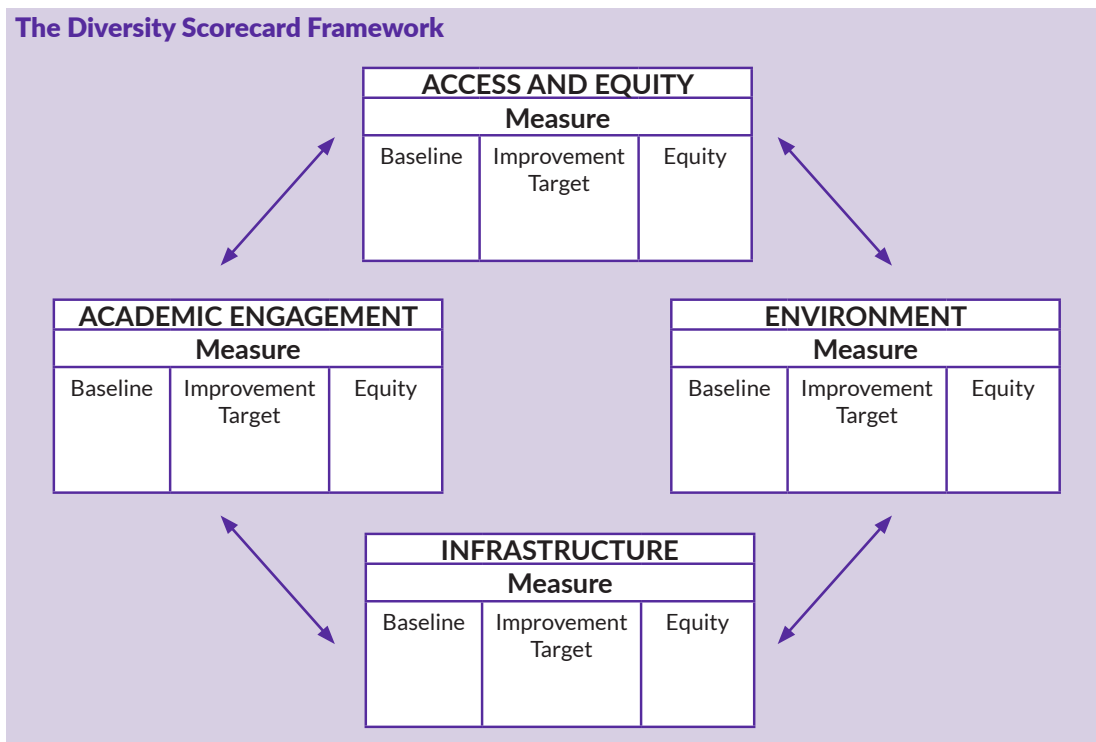 The Diversity Scorecard Framework
ACCESS AND EQUITY
Measure
Baseline
Improvement
Target
Equity
ACADEMIC ENGAGEMENT
Measure
Baseline
Improvement
Target
Equity
ENVIRONMENT
Measure
Baseline
Improvement
Target
Equity
INFRASTRUCTURE
Measure
Baseline
Improvement
Target
Equity